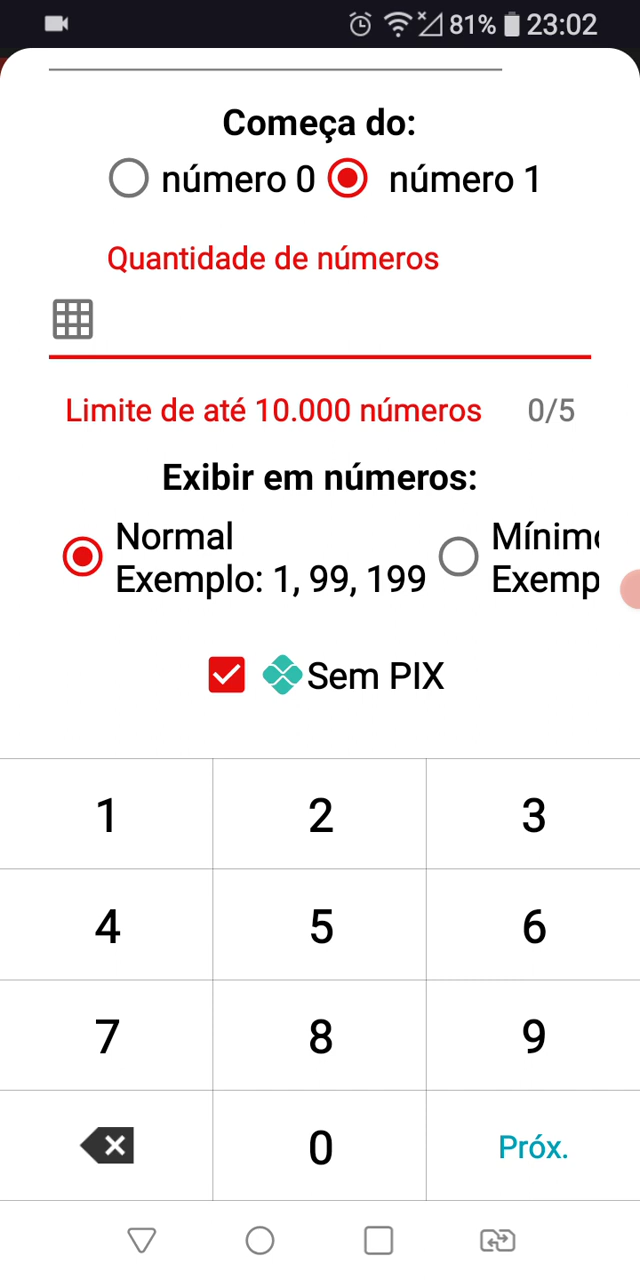 81% 23:02
Começa do:
número 0 número 1
Quantidade de números
Limite de até 10.000 números 0/5
Exibir em números:
Normal
Exemplo: 1, 99, 199
Mínim
Exemp
Sem PIX
1 2 3
4 5 6
7 8 9
0 Próx.